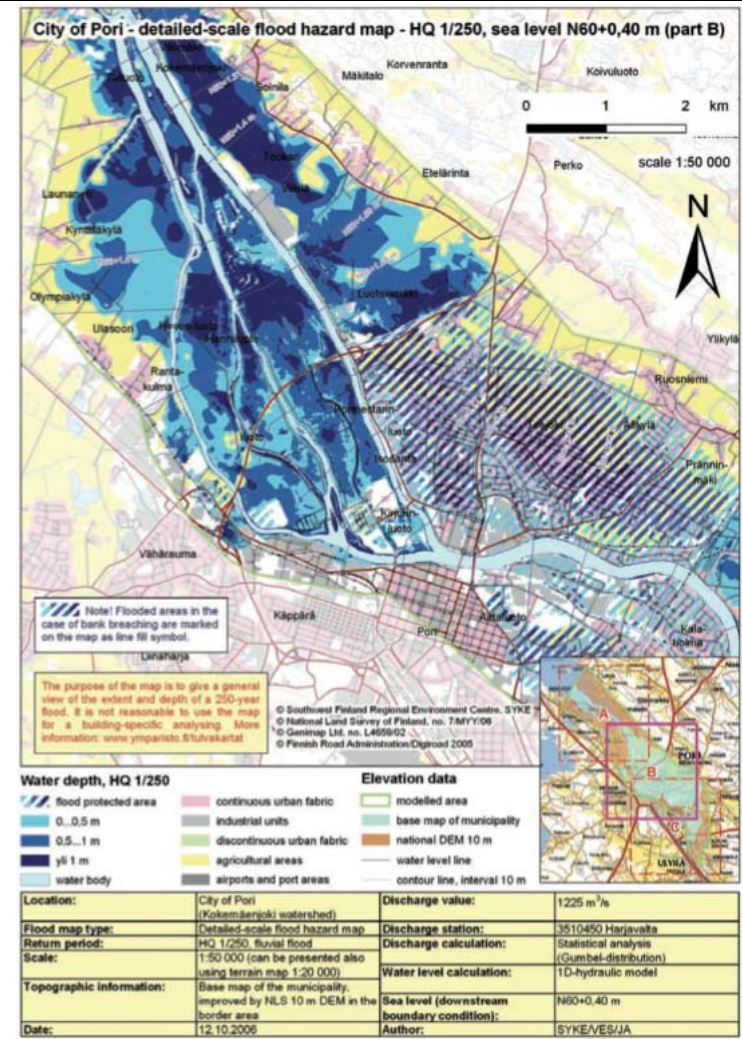 City of Pori - detailed-scale flood hazard map - HQ 1/250, sea level N60+0,40 m (part B)
Kokemäenjoki
Soinila
Mäkitalo
Korvenranta
Koivuluoto
0 1 2 km
scale 1:50 000
Toukari
Etelärinta
Perko
N
Kyntäläkylä
Olympiakylä
Ulasoori
Luotsinmäki
Ylikylä
Ruosniemi
Ranta-
kulma
Alikylä
luoto
Isosanta
Prännin-
mäki
Kirjurin-
luoto
Vähärauma
Note! Flooded areas in the
case of bank breaching are marked
on the map as line fill symbol.
Käppärä
Pori
Aittaluoto
Kala-
holma
Liinaharja
The purpose of the map is to give a general
view of the extent and depth of a 250-year
flood. It is not reasonable to use the map
for a building-specific analysing. More
information: www.ymparisto.fi/tulvakartat
© Southwest Finland Regional Environment Centre, SYKE
© National Land Survey of Finland, no. 7/MYY/06
© Genimap Ltd. no. L4659/02
© Finnish Road Administration/Digiroad 2005
A
PORI
B
C
ULVILA
Water depth, HQ 1/250
flood protected area
0...0,5 m
0,5...1 m
yli 1 m
water body
continuous urban fabric
industrial units
discontinuous urban fabric
agricultural areas
airports and port areas
Elevation data
modelled area
base map of municipality
national DEM 10 m
water level line
contour line, interval 10 m
Location: City of Pori
(Kokemäenjoki watershed)
Discharge value: 1225 m³/s
Flood map type: Detailed-scale flood hazard map
Discharge station: 3510450 Harjavalta
Return period: HQ 1/250, fluvial flood
Discharge calculation: Statistical analysis
(Gumbel-distribution)
Scale: 1:50 000 (can be presented also
using terrain map 1:20 000)
Water level calculation: 1D-hydraulic model
Topographic information: Base map of the municipality,
improved by NLS 10 m DEM in the
border area
Sea level (downstream
boundary condition): N60+0,40 m
Date: 12.10.2006
Author: SYKE/VES/JA